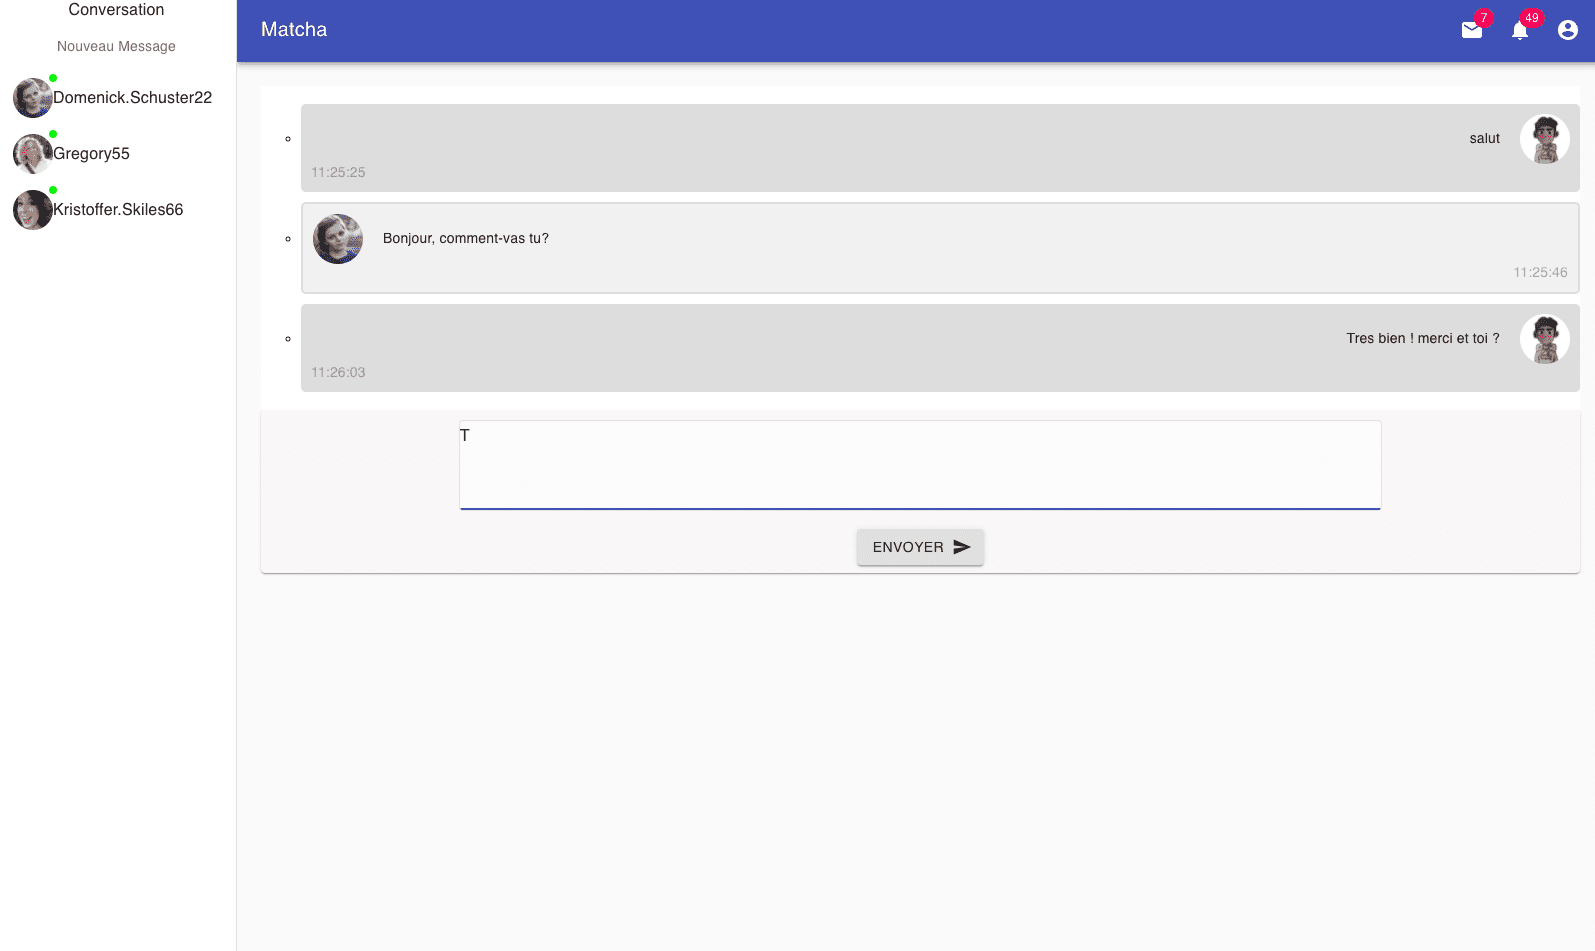 Conversation
Nouveau Message
Domenick.Schuster22
Gregory55
Kristoffer.Skiles66
Matcha
7
49
salut
11:25:25
Bonjour, comment-vas tu?
11:25:46
Tres bien ! merci et toi ?
11:26:03
T
ENVOYER